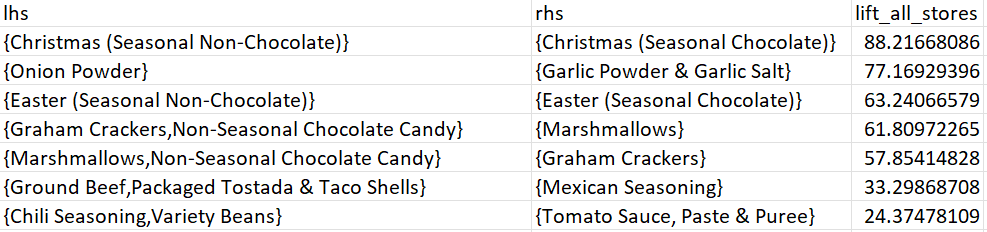 lhs rhs lift_all_stores
{Christmas (Seasonal Non-Chocolate)} {Christmas (Seasonal Chocolate)} 88.21668086
{Onion Powder} {Garlic Powder & Garlic Salt} 77.16929396
{Easter (Seasonal Non-Chocolate)} {Easter (Seasonal Chocolate)} 63.24066579
{Graham Crackers,Non-Seasonal Chocolate Candy} {Marshmallows} 61.80972265
{Marshmallows,Non-Seasonal Chocolate Candy} {Graham Crackers} 57.85414828
{Ground Beef,Packaged Tostada & Taco Shells} {Mexican Seasoning} 33.29868708
{Chili Seasoning,Variety Beans} {Tomato Sauce, Paste & Puree} 24.37478109